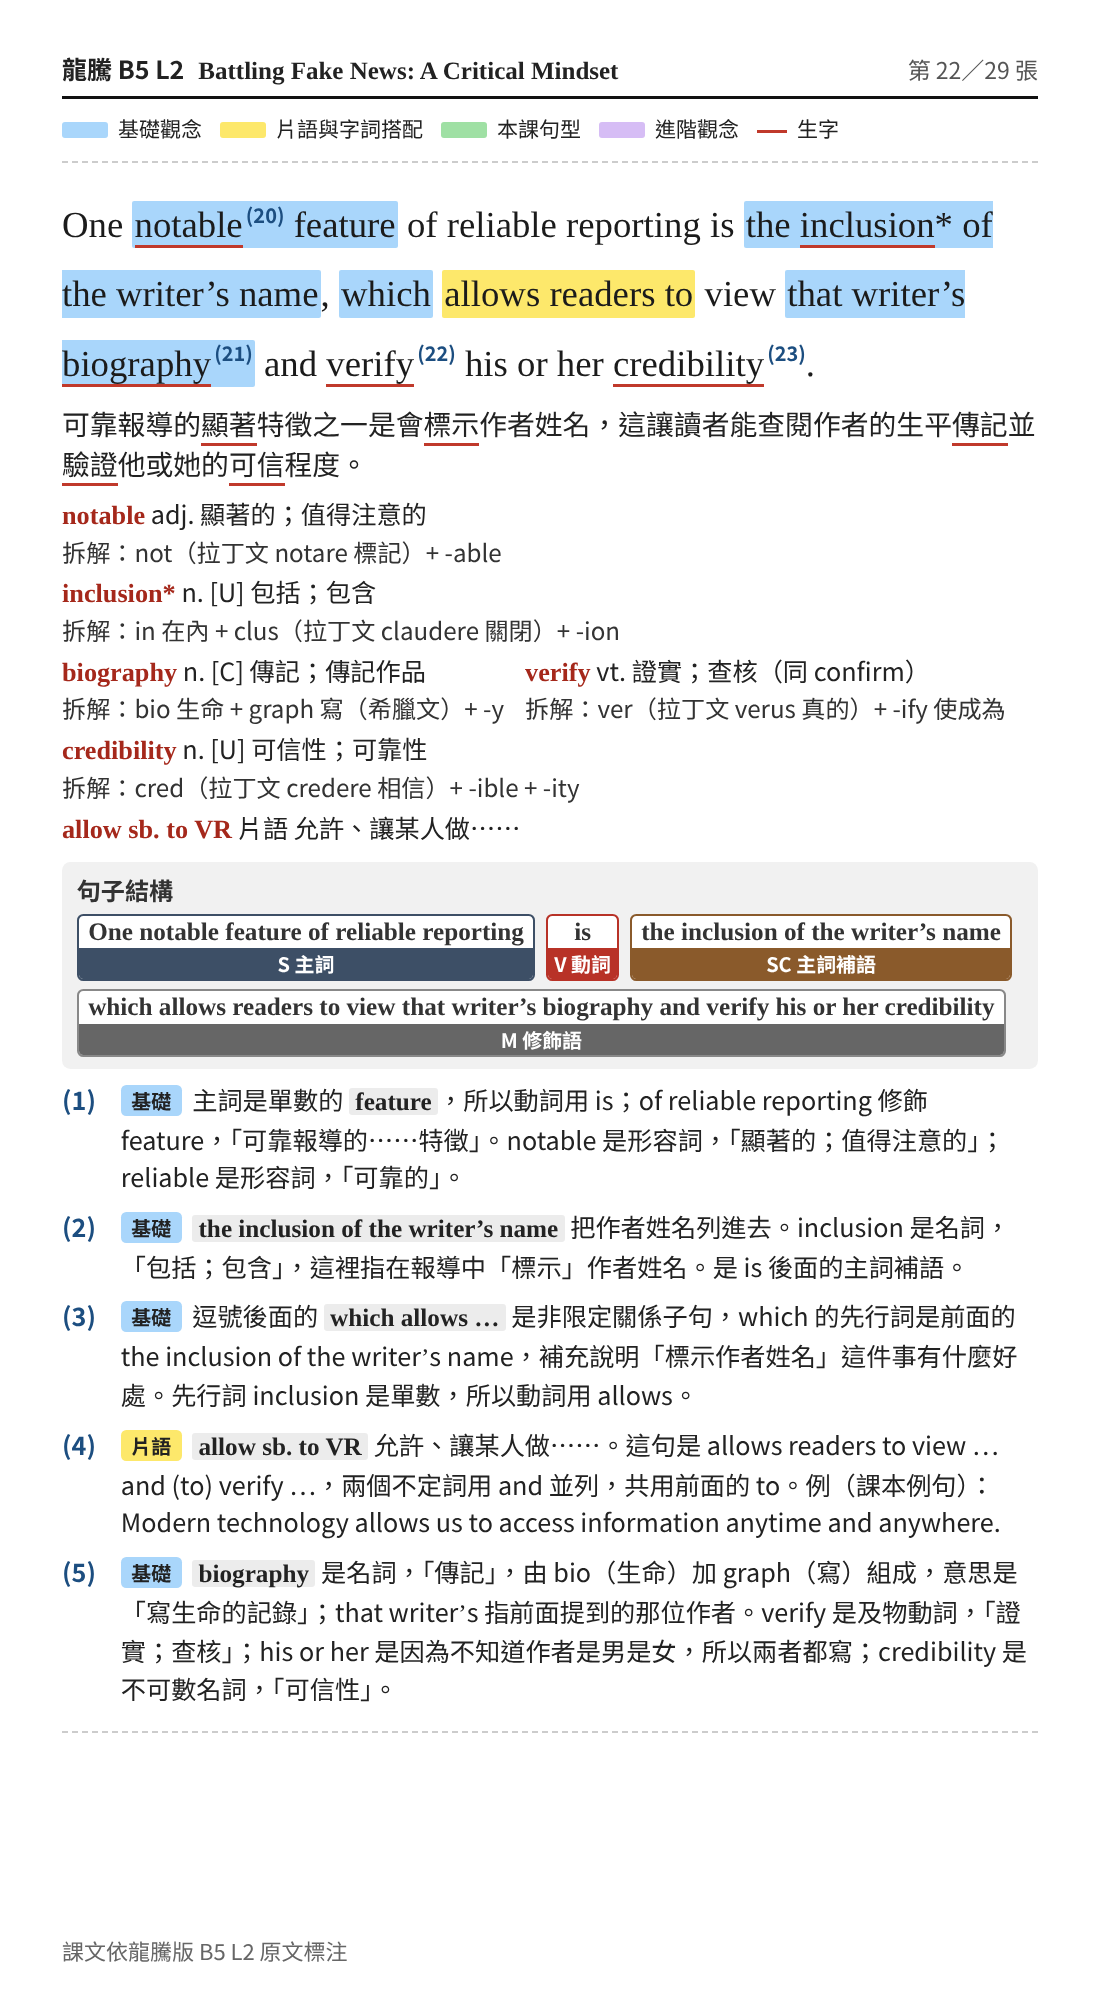 龍騰 B5 L2 Battling Fake News: A Critical Mindset 第 22／29 張
基礎觀念 片語與字詞搭配 本課句型 進階觀念 生字
One notable(20) feature of reliable reporting is the inclusion* of
the writer’s name, which allows readers to view that writer’s
biography(21) and verify(22) his or her credibility(23).
可靠報導的顯著特徵之一是會標示作者姓名，這讓讀者能查閱作者的生平傳記並
驗證他或她的可信程度。
notable adj. 顯著的；值得注意的
拆解：not（拉丁文 notare 標記）+ -able
inclusion* n. [U] 包括；包含
拆解：in 在內 + clus（拉丁文 claudere 關閉）+ -ion
biography n. [C] 傳記；傳記作品 verify vt. 證實；查核（同 confirm）
拆解：bio 生命 + graph 寫（希臘文）+ -y 拆解：ver（拉丁文 verus 真的）+ -ify 使成為
credibility n. [U] 可信性；可靠性
拆解：cred（拉丁文 credere 相信）+ -ible + -ity
allow sb. to VR 片語 允許、讓某人做……
句子結構
One notable feature of reliable reporting is the inclusion of the writer’s name
S 主詞 V 動詞 SC 主詞補語
which allows readers to view that writer’s biography and verify his or her credibility
M 修飾語
(1) 基礎 主詞是單數的 feature，所以動詞用 is；of reliable reporting 修飾
feature，「可靠報導的……特徵」。notable 是形容詞，「顯著的；值得注意的」；
reliable 是形容詞，「可靠的」。
(2) 基礎 the inclusion of the writer’s name 把作者姓名列進去。inclusion 是名詞，
「包括；包含」，這裡指在報導中「標示」作者姓名。是 is 後面的主詞補語。
(3) 基礎 逗號後面的 which allows … 是非限定關係子句，which 的先行詞是前面的
the inclusion of the writer’s name，補充說明「標示作者姓名」這件事有什麼好
處。先行詞 inclusion 是單數，所以動詞用 allows。
(4) 片語 allow sb. to VR 允許、讓某人做……。這句是 allows readers to view …
and (to) verify …，兩個不定詞用 and 並列，共用前面的 to。例（課本例句）：
Modern technology allows us to access information anytime and anywhere.
(5) 基礎 biography 是名詞，「傳記」，由 bio（生命）加 graph（寫）組成，意思是
「寫生命的記錄」；that writer’s 指前面提到的那位作者。verify 是及物動詞，「證
實；查核」；his or her 是因為不知道作者是男是女，所以兩者都寫；credibility 是
不可數名詞，「可信性」。
課文依龍騰版 B5 L2 原文標注